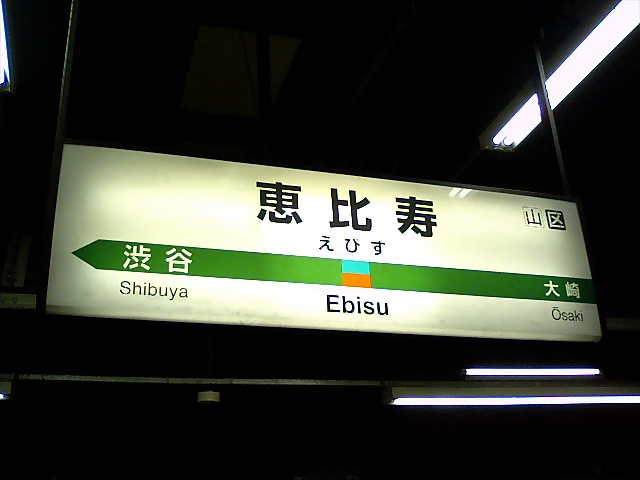 恵比寿
山区
えびす
渋谷
大崎
Shibuya
Ebisu
Ōsaki